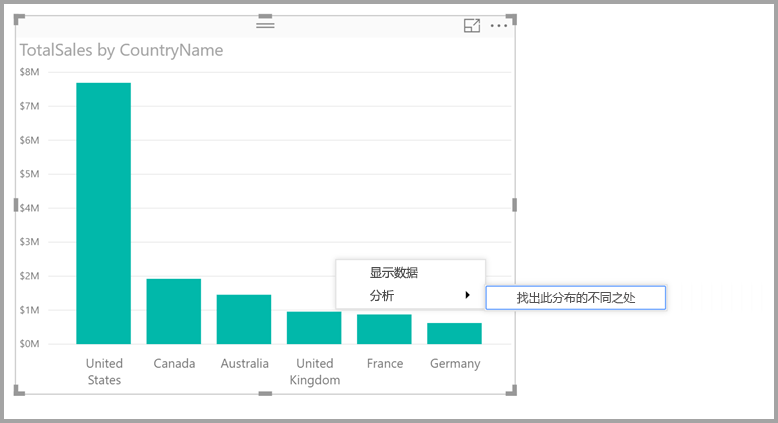 TotalSales by CountryName
$8M
$7M
$6M
$5M
$4M
$3M
$2M
$1M
$0M
显示数据
分析
找出此分布的不同之处
United
States
Canada
Australia
United
Kingdom
France
Germany